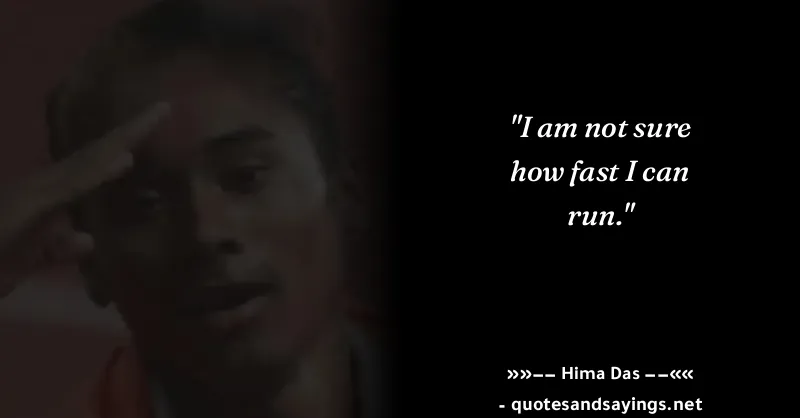 "I am not sure
how fast I can
run."
»»−− Hima Das −−««
- quotesandsayings.net